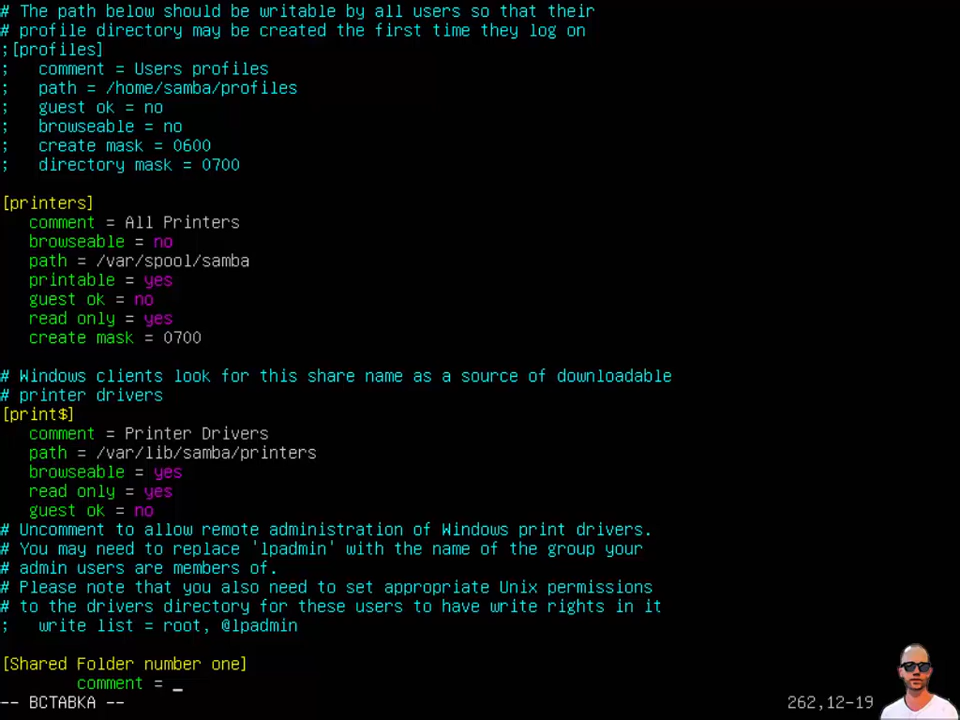 # The path below should be writable by all users so that their
# profile directory may be created the first time they log on
;[profiles]
;   comment = Users profiles
;   path = /home/samba/profiles
;   guest ok = no
;   browseable = no
;   create mask = 0600
;   directory mask = 0700
[printers]
   comment = All Printers
   browseable = no
   path = /var/spool/samba
   printable = yes
   guest ok = no
   read only = yes
   create mask = 0700
# Windows clients look for this share name as a source of downloadable
# printer drivers
[print$]
   comment = Printer Drivers
   path = /var/lib/samba/printers
   browseable = yes
   read only = yes
   guest ok = no
# Uncomment to allow remote administration of Windows print drivers.
# You may need to replace 'lpadmin' with the name of the group your
# admin users are members of.
# Please note that you also need to set appropriate Unix permissions
# to the drivers directory for these users to have write rights in it
;   write list = root, @lpadmin
[Shared Folder number one]
        comment = _
-- ВСТАВКА -- 262,12-19